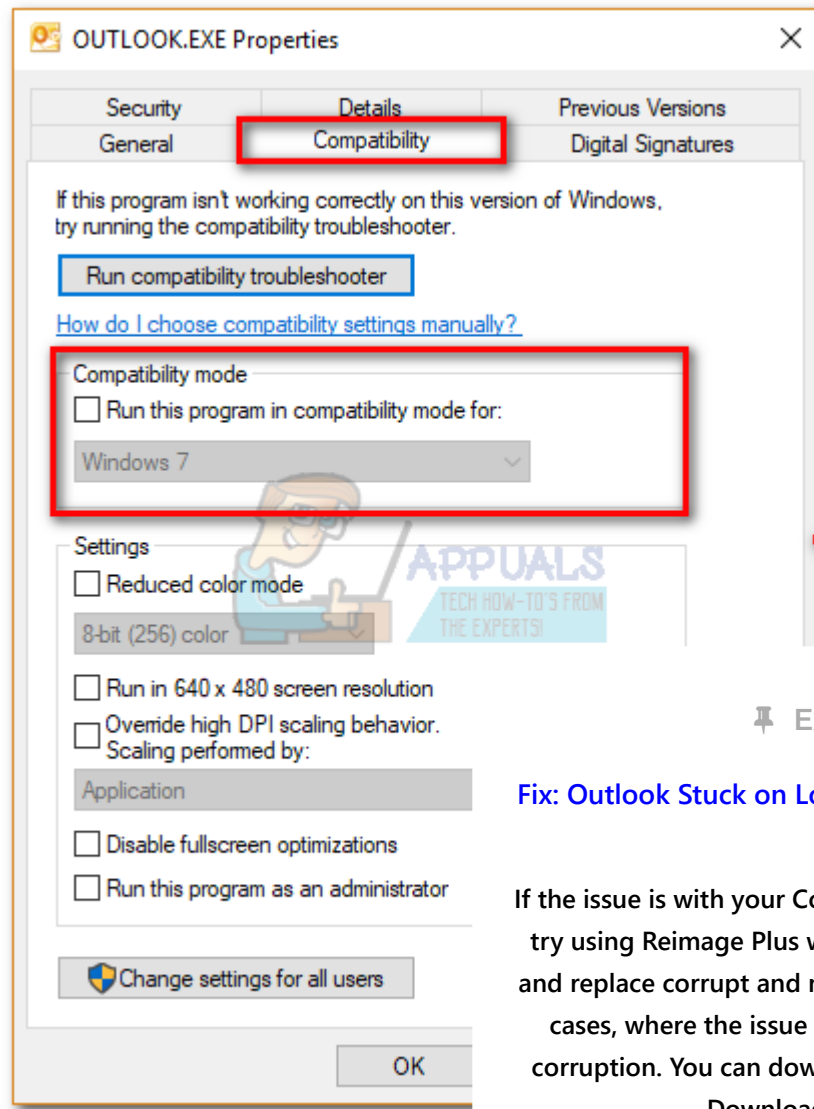 OUTLOOK.EXE Properties
Security Details Previous Versions
General Compatibility Digital Signatures
If this program isn't working correctly on this version of Windows,
try running the compatibility troubleshooter.
Run compatibility troubleshooter
How do I choose compatibility settings manually?
Compatibility mode
Run this program in compatibility mode for:
Windows 7
Settings
APPUALS
TECH HOW-TO'S FROM
THE EXPERTS!
Reduced color mode
8-bit (256) color
Run in 640 x 480 screen resolution
Override high DPI scaling behavior.
Scaling performed by:
Application
Disable fullscreen optimizations
Run this program as an administrator
Change settings for all users
OK
E
Fix: Outlook Stuck on Lo
If the issue is with your Co
try using Reimage Plus w
and replace corrupt and
cases, where the issue
corruption. You can dow
Download